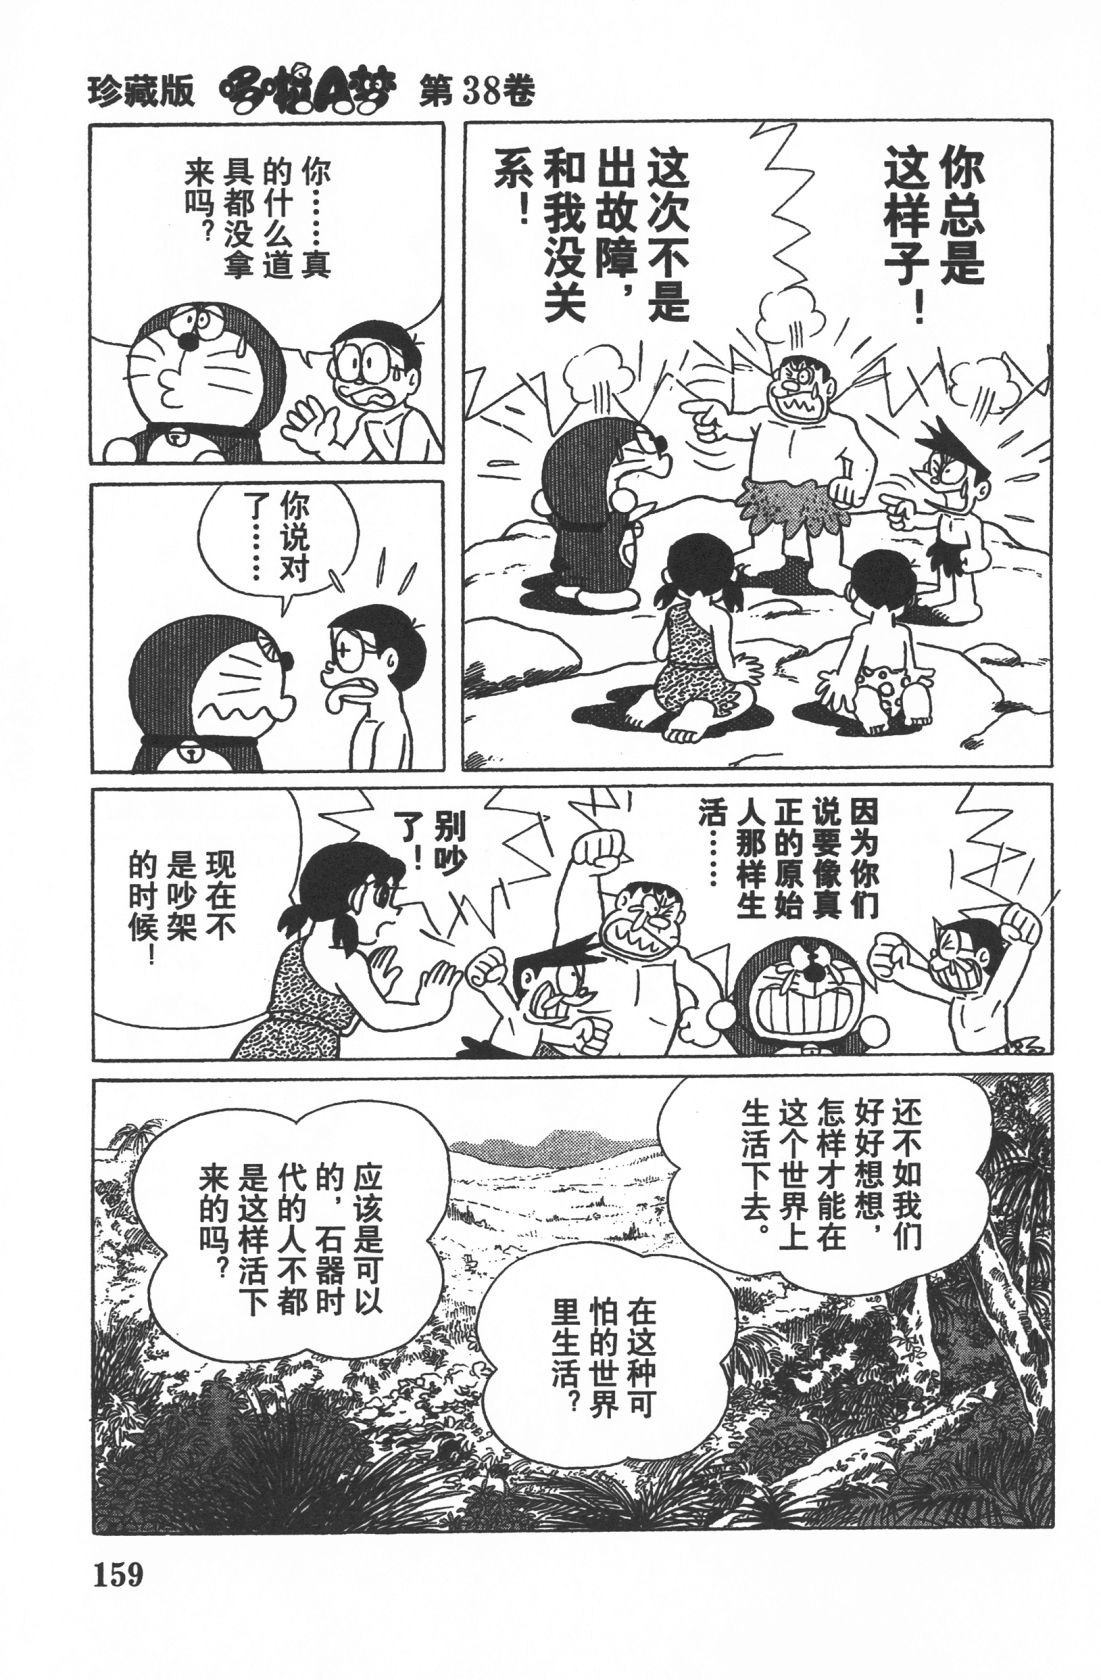 珍藏版 哆啦A梦 第38卷
你总是
这样子！
这次不是
出故障，
和我没关
系！
你……真
的什么道
具都没拿
来吗？
你说对
了……
因为你们
说要像真
正的原始
人那样生
活……
别吵
了！
现在不
是吵架
的时候！
还不如我们
好好想想，
怎样才能在
这个世界上
生活下去。
在这种可
怕的世界
里生活？
应该是可以
的，石器时
代的人不都
是这样活下
来的吗？
159